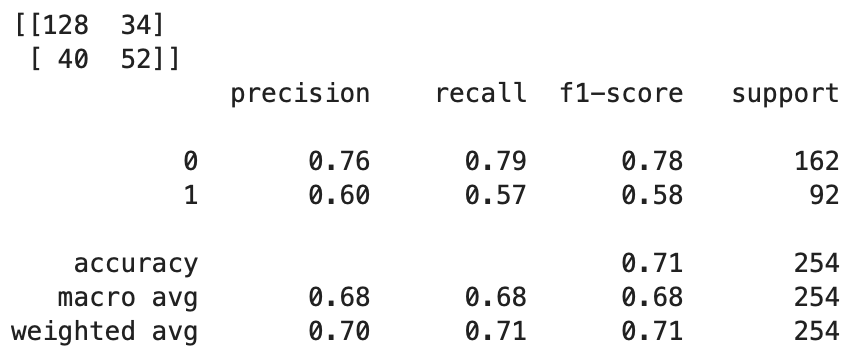 [[128  34]
 [ 40  52]]
              precision    recall  f1-score   support

           0       0.76      0.79      0.78       162
           1       0.60      0.57      0.58        92

    accuracy                           0.71       254
   macro avg       0.68      0.68      0.68       254
weighted avg       0.70      0.71      0.71       254